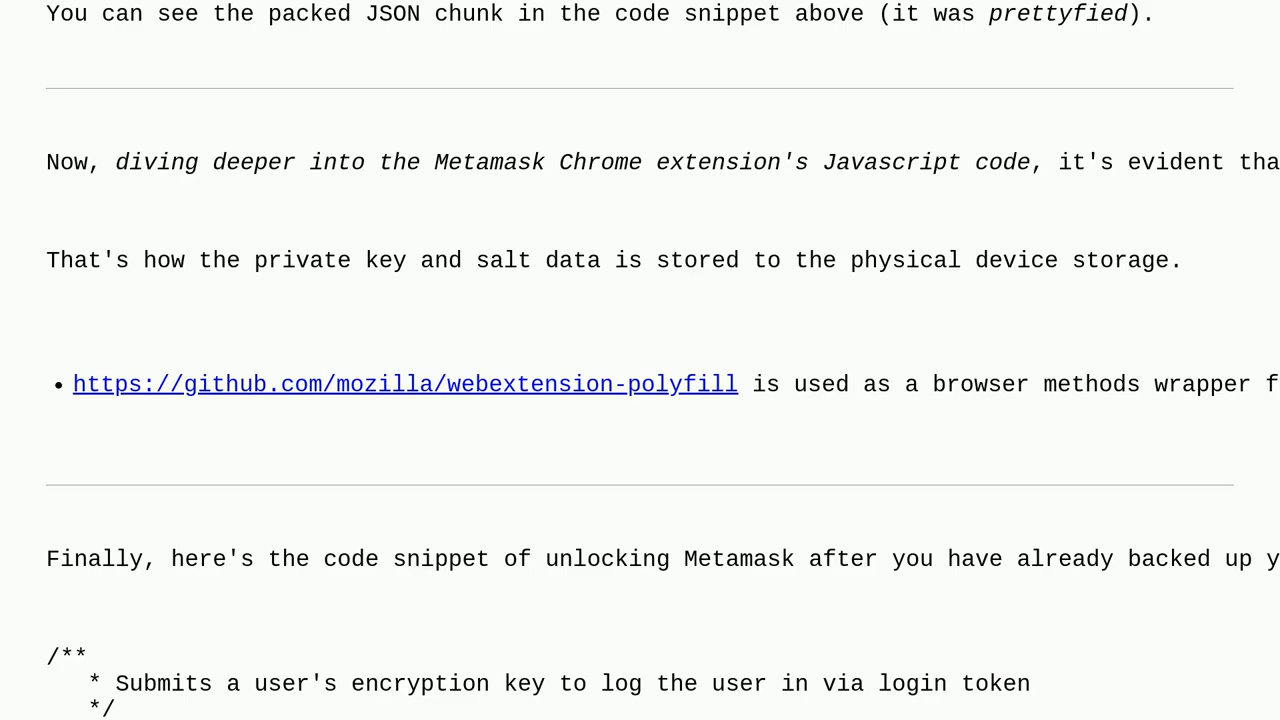 You can see the packed JSON chunk in the code snippet above (it was prettyfied).
Now, diving deeper into the Metamask Chrome extension's Javascript code, it's evident tha
That's how the private key and salt data is stored to the physical device storage.
• https://github.com/mozilla/webextension-polyfill is used as a browser methods wrapper f
Finally, here's the code snippet of unlocking Metamask after you have already backed up y
/**
* Submits a user's encryption key to log the user in via login token
*/